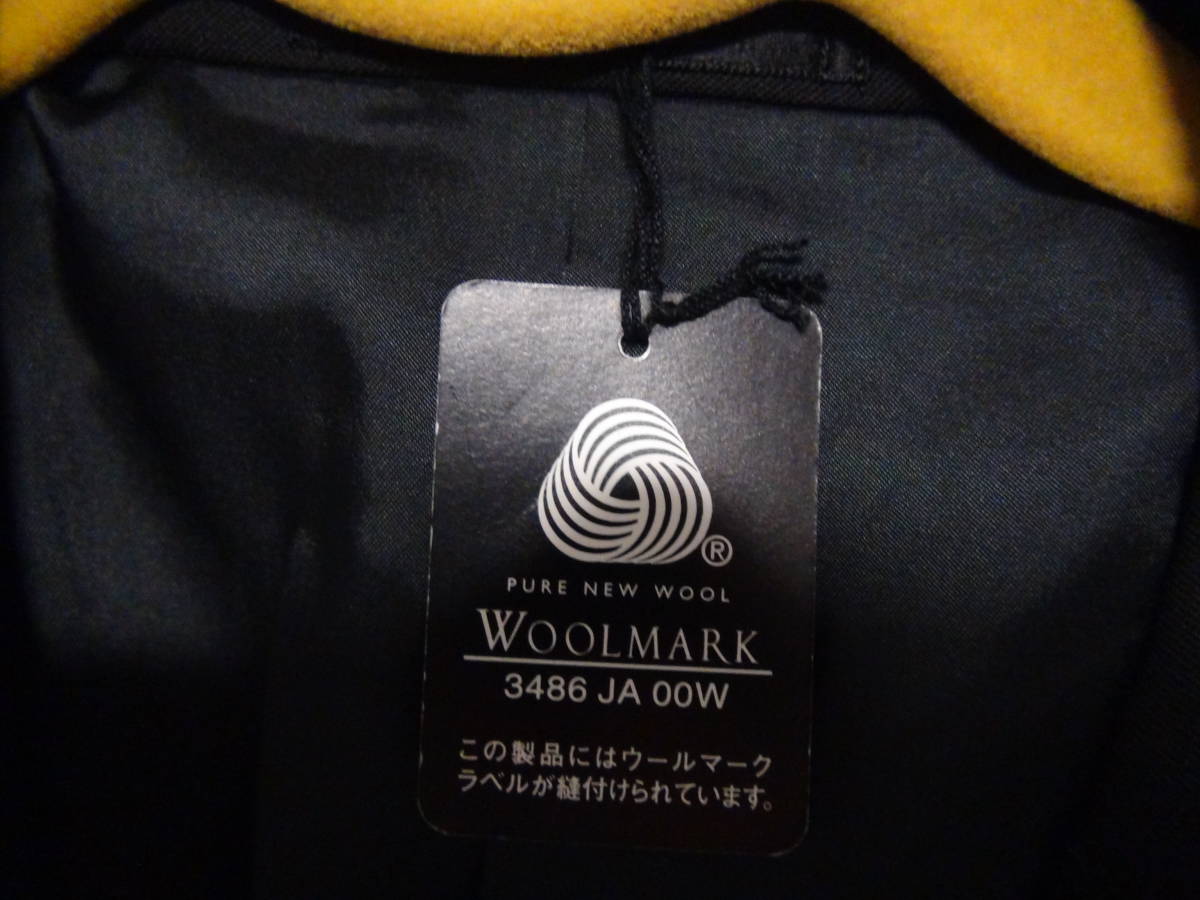 ®
PURE NEW WOOL
WOOLMARK
3486 JA 00W
この製品にはウールマーク
ラベルが縫付けられています。